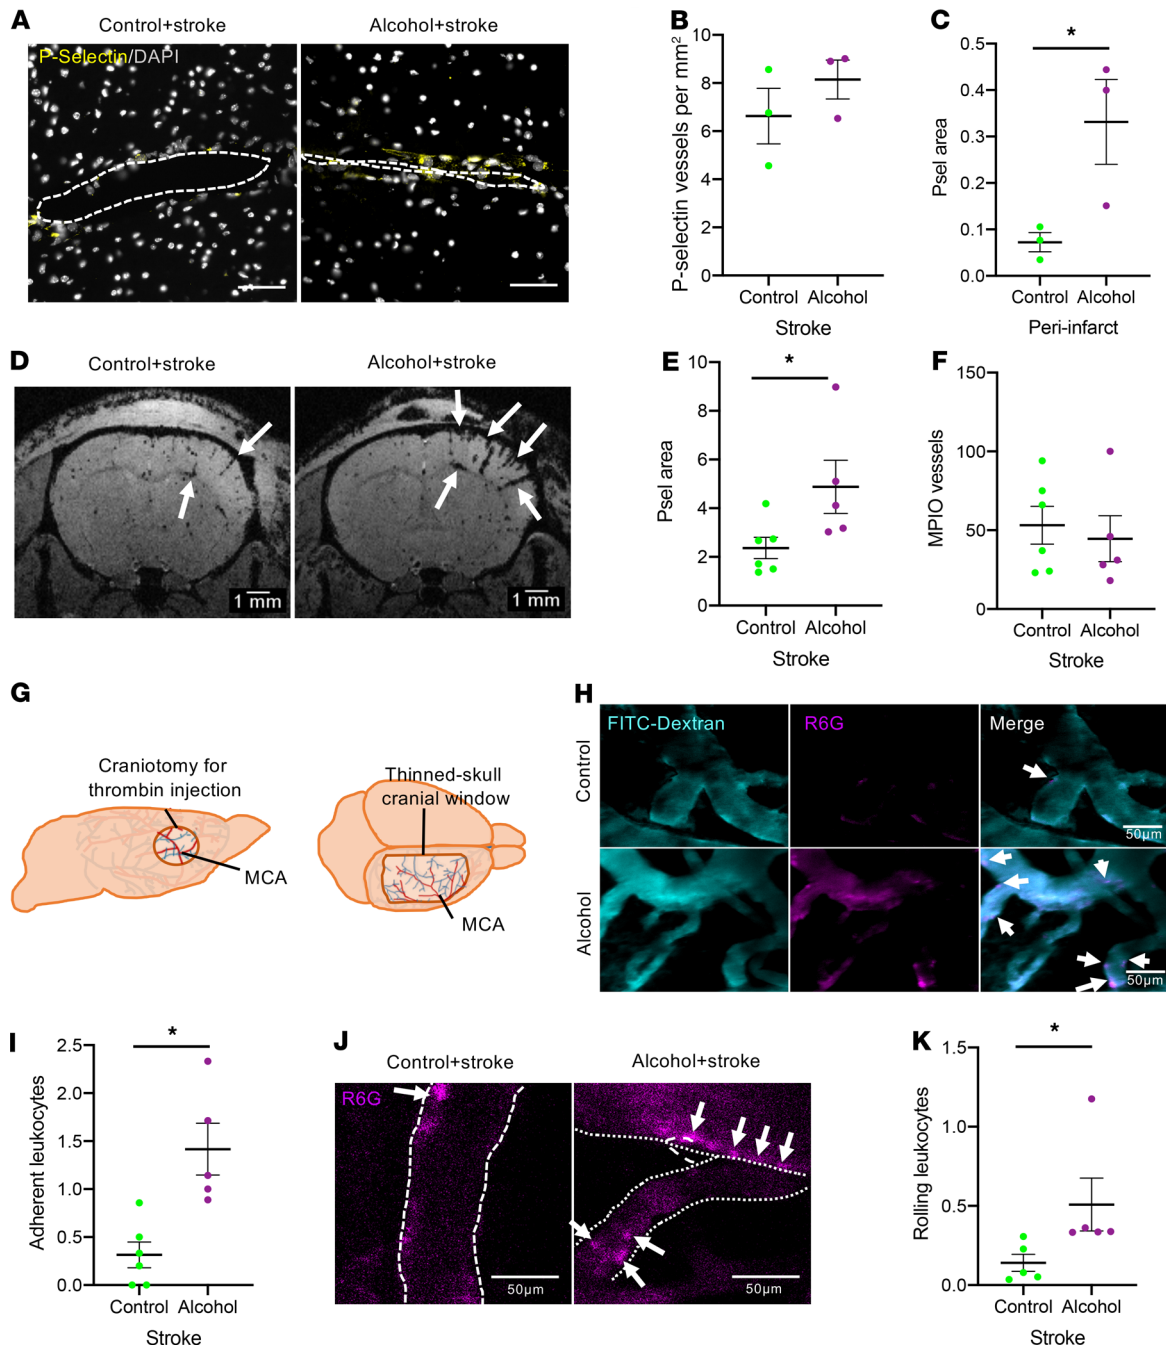 A
Control+stroke
Alcohol+stroke
P-Selectin/DAPI
B
P-selectin vessels per mm²
10
8
6
4
2
0
Control
Alcohol
Stroke
C
Psel area
0.5
0.4
0.3
0.2
0.1
0.0
*
Control
Alcohol
Peri-infarct
D
Control+stroke
Alcohol+stroke
1 mm
1 mm
E
Psel area
10
8
6
4
2
0
*
Control
Alcohol
Stroke
F
MPIO vessels
150
100
50
0
Control
Alcohol
Stroke
G
Craniotomy for
thrombin injection
MCA
Thinned-skull
cranial window
MCA
H
FITC-Dextran
R6G
Merge
Control
50µm
Alcohol
50µm
I
Adherent leukocytes
2.5
2.0
1.5
1.0
0.5
0.0
*
Control
Alcohol
Stroke
J
Control+stroke
Alcohol+stroke
R6G
50µm
50µm
K
Rolling leukocytes
1.5
1.0
0.5
0.0
*
Control
Alcohol
Stroke